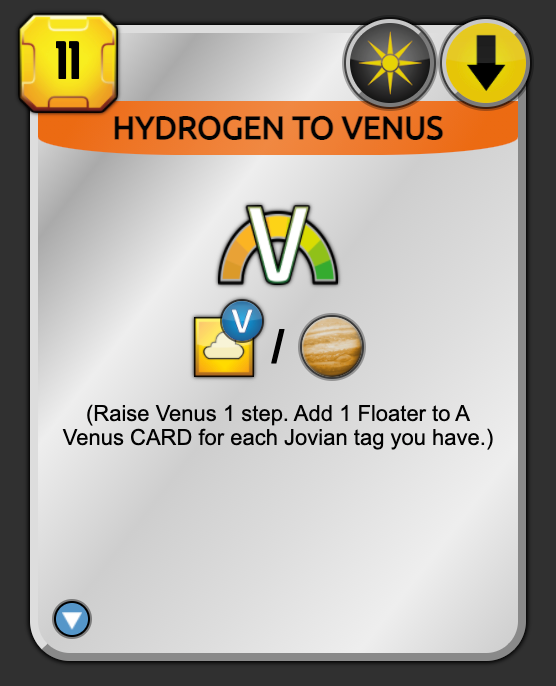 11
HYDROGEN TO VENUS
V
V
/
(Raise Venus 1 step. Add 1 Floater to A
Venus CARD for each Jovian tag you have.)